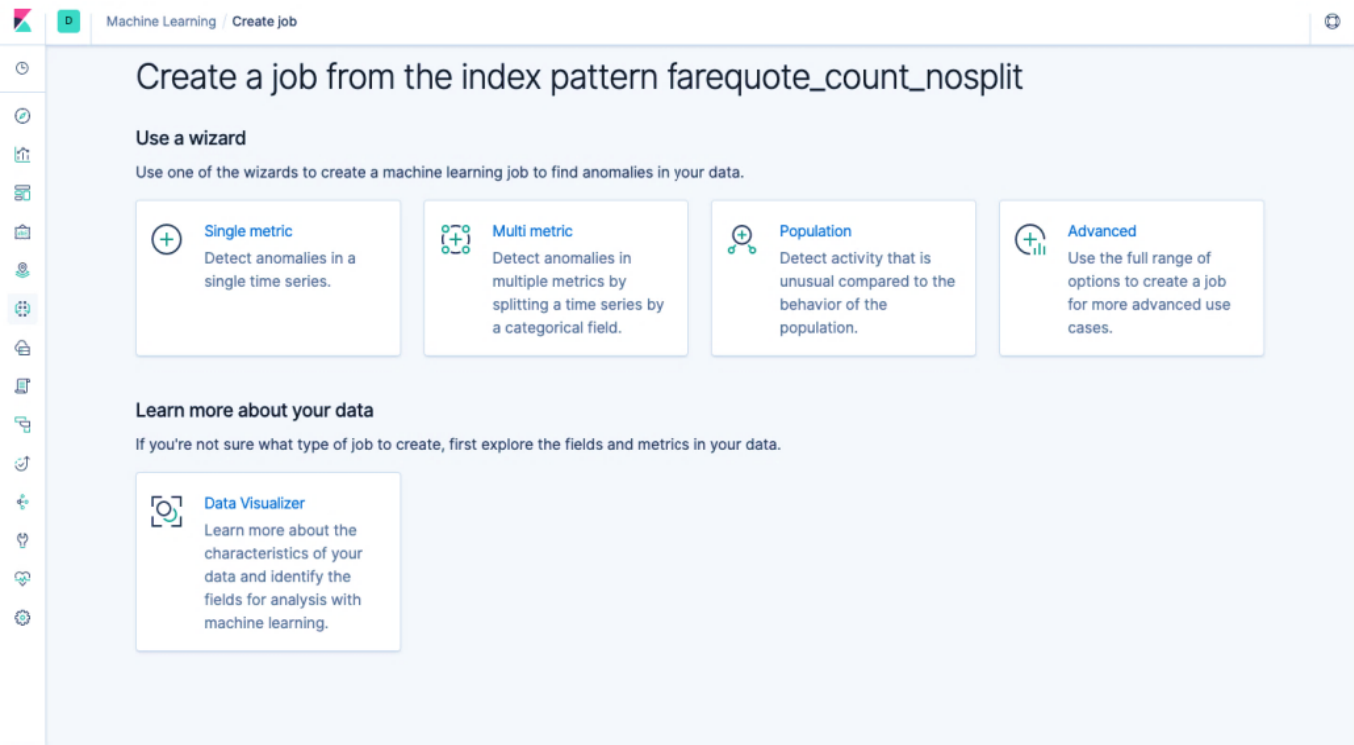 D Machine Learning / Create job
Create a job from the index pattern farequote_count_nosplit
Use a wizard
Use one of the wizards to create a machine learning job to find anomalies in your data.
Single metric
Detect anomalies in a
single time series.
Multi metric
Detect anomalies in
multiple metrics by
splitting a time series by
a categorical field.
Population
Detect activity that is
unusual compared to the
behavior of the
population.
Advanced
Use the full range of
options to create a job
for more advanced use
cases.
Learn more about your data
If you're not sure what type of job to create, first explore the fields and metrics in your data.
Data Visualizer
Learn more about the
characteristics of your
data and identify the
fields for analysis with
machine learning.